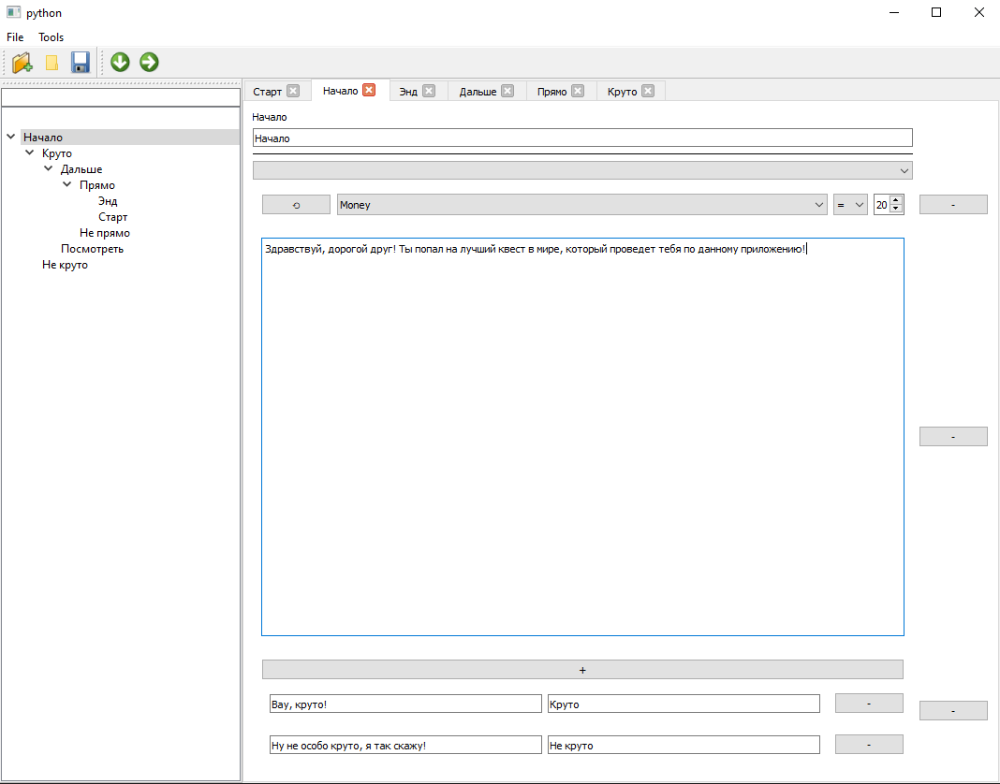 python
File Tools
Начало
Круто
Дальше
Прямо
Энд
Старт
Не прямо
Посмотреть
Не круто
Старт Начало Энд Дальше Прямо Круто
Начало
Начало
Money = 20 -
Здравствуй, дорогой друг! Ты попал на лучший квест в мире, который проведет тебя по данному приложению!
-
+
Вау, круто! Круто -
-
Ну не особо круто, я так скажу! Не круто -